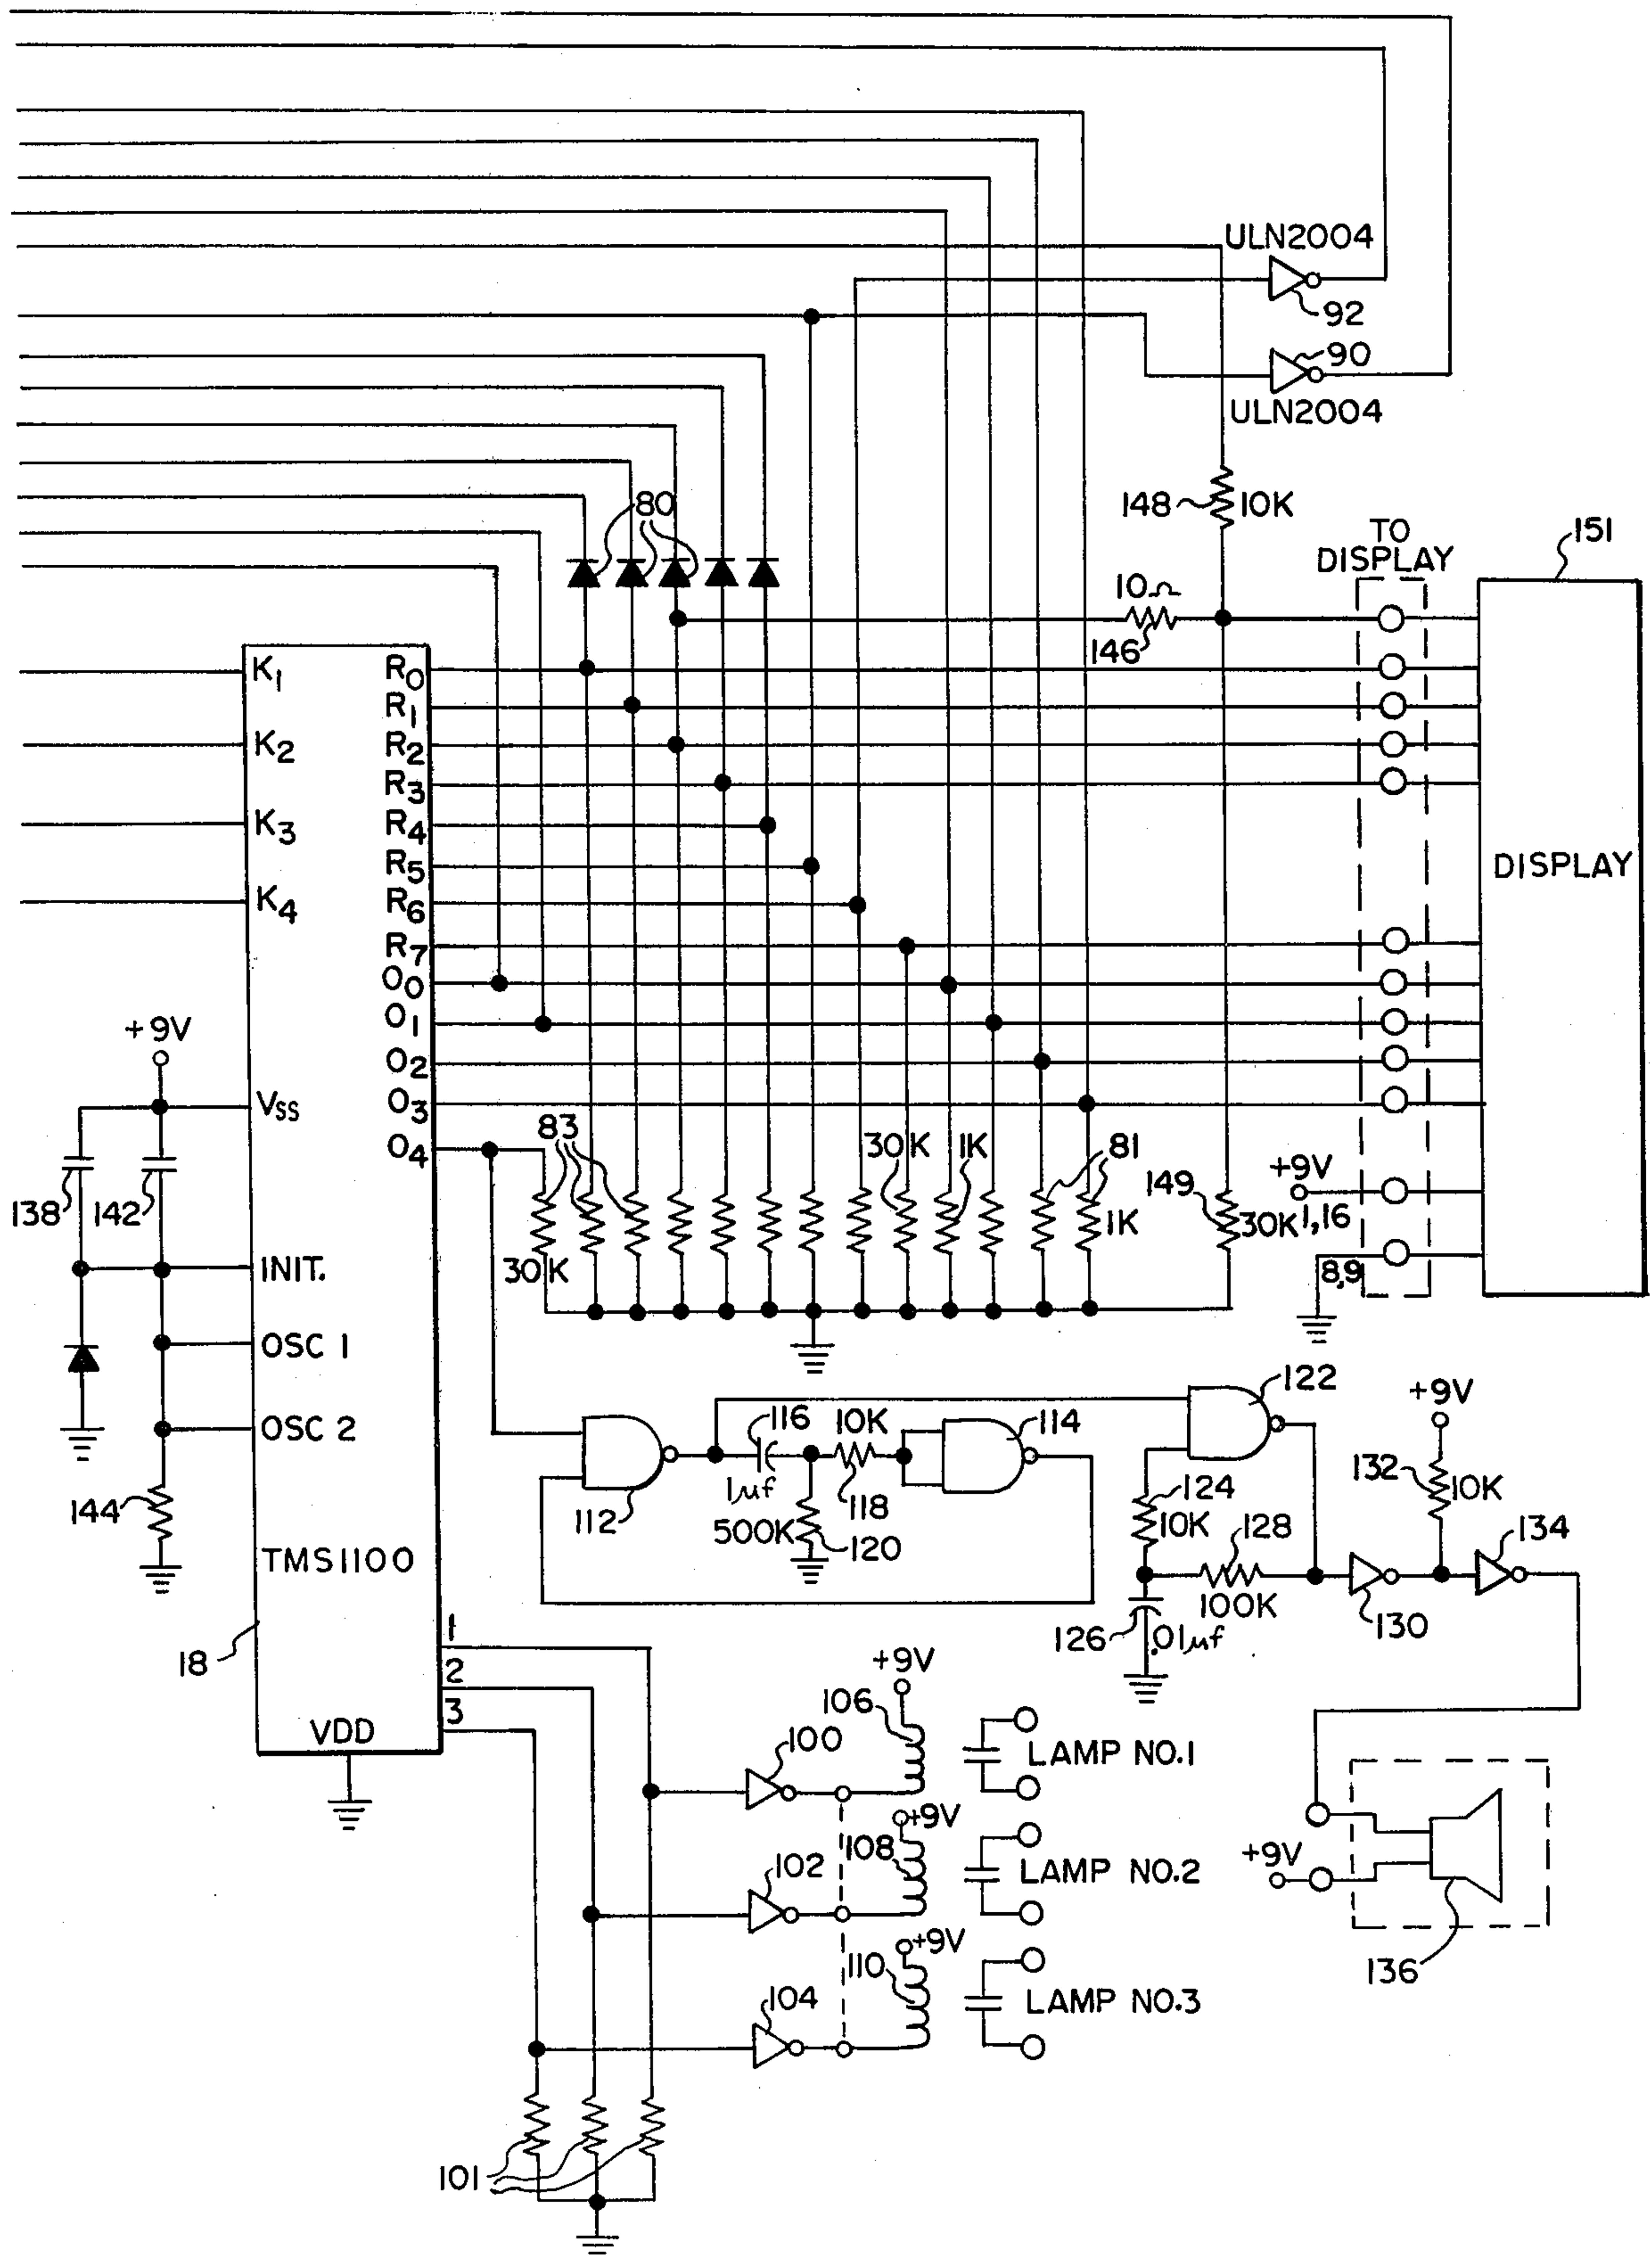 ULN2004
92
90
ULN2004
80
148
10K
TO
DISPLAY
151
10Ω
146
K1
R0
R1
K2
R2
R3
K3
R4
R5
DISPLAY
K4
R6
R7
O0
O1
+9V
O2
VSS
O3
83
O4
30K
1K
81
+9V
138
142
149
30K
1,16
1K
INIT.
30K
8,9
OSC 1
122
+9V
116
10K
114
OSC 2
132
10K
1μf
124
144
118
112
500K
10K
128
134
120
TMS1100
100K
130
126
.01μf
1
18
+9V
2
106
3
VDD
100
LAMP NO.1
+9V
108
102
+9V
LAMP NO.2
+9V
110
136
104
LAMP NO.3
101